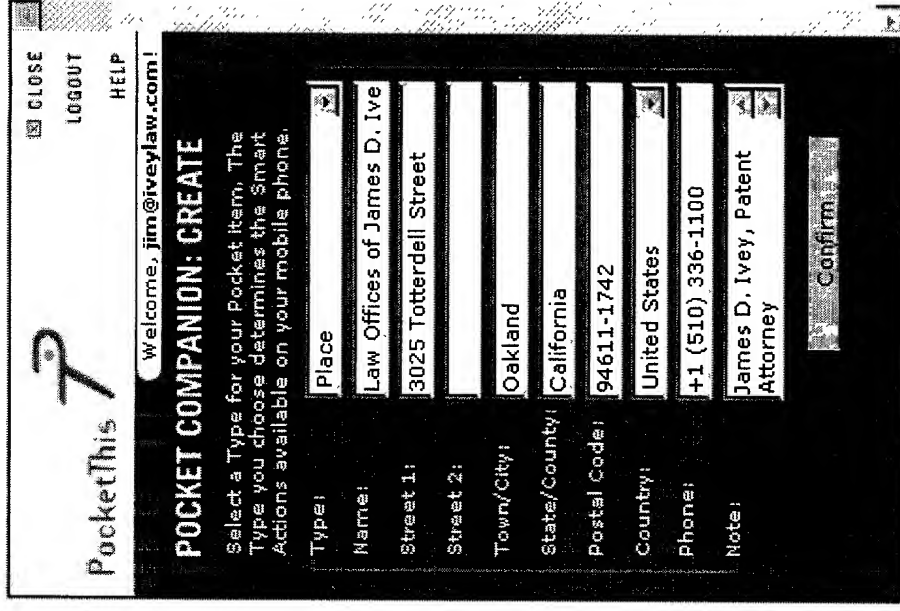 PocketThis
CLOSE
LOGOUT
HELP
Welcome, jim@iveylaw.com!
POCKET COMPANION: CREATE
Select a Type for your Pocket item. The
Type you choose determines the Smart
Actions available on your mobile phone.
Type: Place
Name: Law Offices of James D. Ive
Street 1: 3025 Totterdell Street
Street 2:
Town/City: Oakland
State/County: California
Postal Code: 94611-1742
Country: United States
Phone: +1 (510) 336-1100
Note: James D. Ivey, Patent
Attorney
Confirm